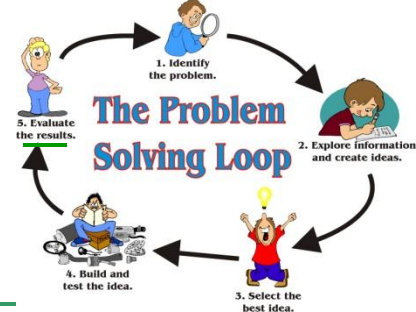 The Problem
Solving Loop
1. Identify
the problem.
2. Explore information
and create ideas.
3. Select the
best idea.
4. Build and
test the idea.
5. Evaluate
the results.